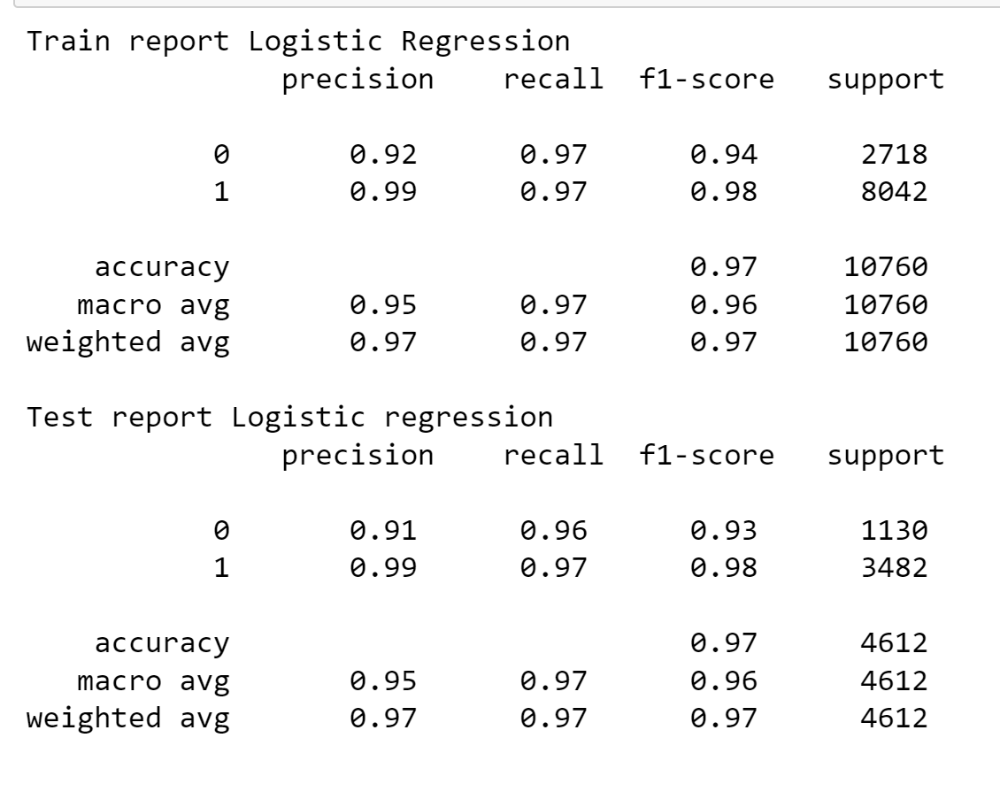 Train report Logistic Regression
precision recall f1-score support
0 0.92 0.97 0.94 2718
1 0.99 0.97 0.98 8042
accuracy 0.97 10760
macro avg 0.95 0.97 0.96 10760
weighted avg 0.97 0.97 0.97 10760
Test report Logistic regression
precision recall f1-score support
0 0.91 0.96 0.93 1130
1 0.99 0.97 0.98 3482
accuracy 0.97 4612
macro avg 0.95 0.97 0.96 4612
weighted avg 0.97 0.97 0.97 4612